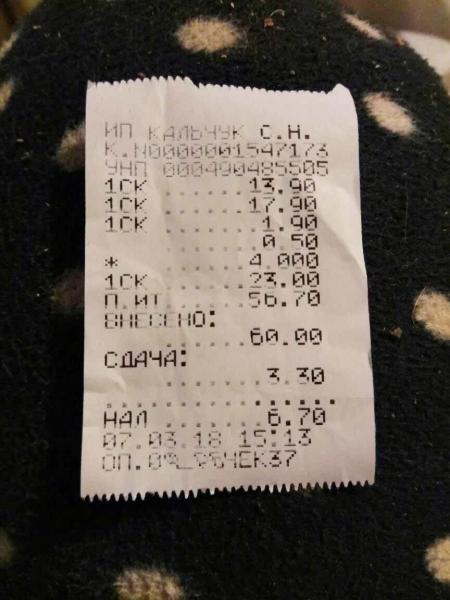 ИП КАЛЬЧУК С.Н.
К.N0000001547173
УНП 000490485505
1СК ......13.90
1СК ......17.90
1СК ......1.90
......0.50
* ......4.000
1СК ......23.00
П.ИТ ......56.70
ВНЕСЕНО:
......60.00
СДАЧА:
.......3.30
................
НАЛ ......6.70
07.03.18 15:13